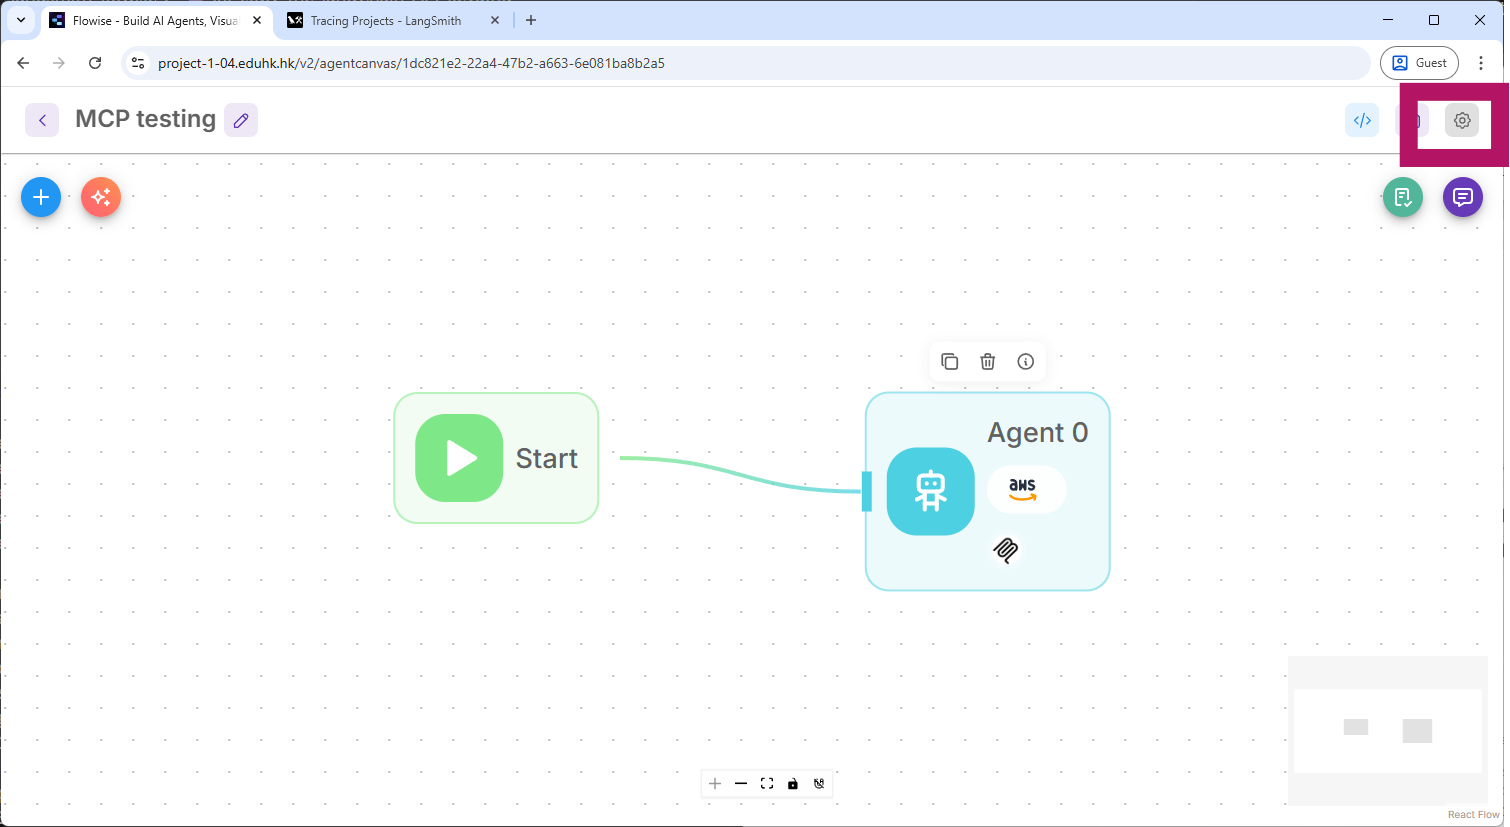 Flowise - Build AI Agents, Visua
Tracing Projects - LangSmith
project-1-04.eduhk.hk/v2/agentcanvas/1dc821e2-22a4-47b2-a663-6e081ba8b2a5
Guest
MCP testing
</>
Start
Agent 0
aws
React Flow